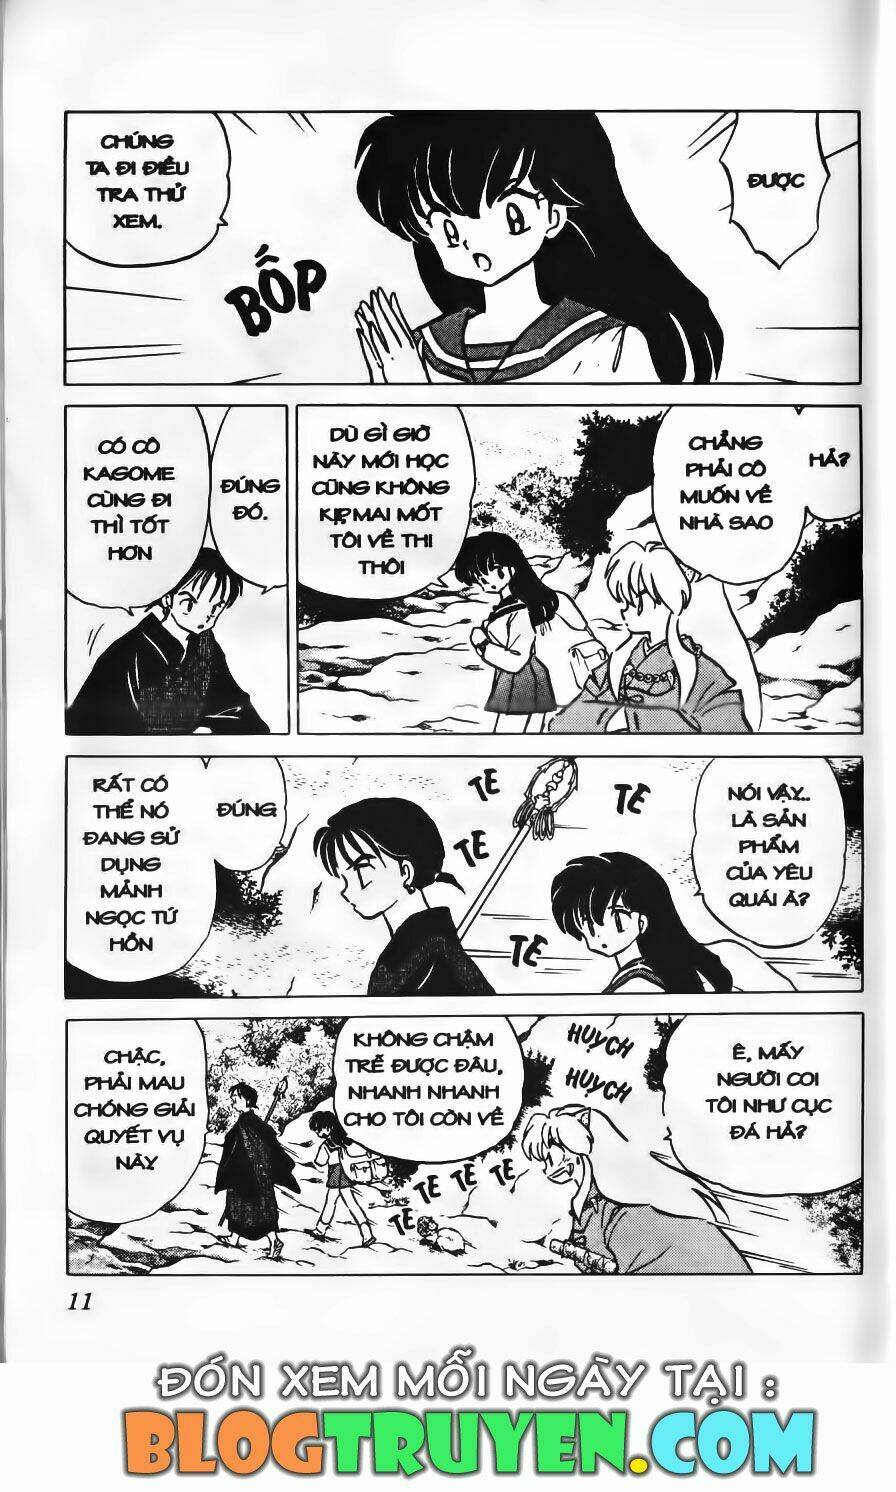 ĐƯỢC
CHÚNG
TA ĐI ĐIỀU
TRA THỬ
XEM.
BỐP
HẢ?
CHẲNG
PHẢI CÔ
MUỐN VỀ
NHÀ SAO
DÙ GÌ GIỜ
NÀY MỚI HỌC
CŨNG KHÔNG
KỊP,MAI MỐT
TÔI VỀ THI
THÔI
ĐÚNG
ĐÓ.
CÓ CÔ
KAGOME
CÙNG ĐI
THÌ TỐT
HƠN
NÓI VẬY...
LÀ SẢN
PHẨM
CỦA YÊU
QUÁI À?
TE
TE
TE
TE
ĐÚNG
RẤT CÓ
THỂ NÓ
ĐANG SỬ
DỤNG
MẢNH
NGỌC TỨ
HỒN
Ê, MẤY
NGƯỜI COI
TÔI NHƯ CỤC
ĐÁ HẢ?
HUỴCH
HUỴCH
KHÔNG CHẬM
TRỄ ĐƯỢC ĐÂU,
NHANH NHANH
CHO TÔI CÒN VỀ
TE
TE
TE
TE
CHẬC,
PHẢI MAU
CHÓNG GIẢI
QUYẾT VỤ
NÀY
11
ĐÓN XEM MỖI NGÀY TẠI :
BLOGTRUYEN.COM